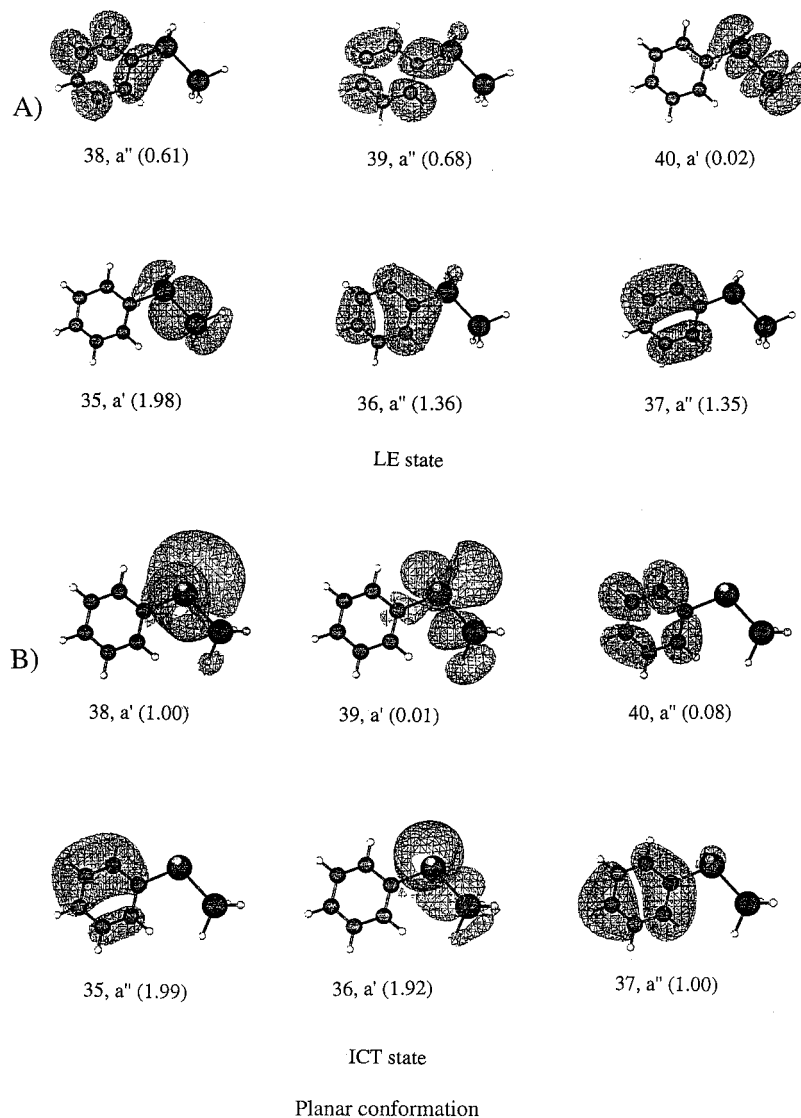 A)
38, a" (0.61)
39, a" (0.68)
40, a' (0.02)
35, a' (1.98)
36, a" (1.36)
37, a" (1.35)
LE state
B)
38, a' (1.00)
39, a' (0.01)
40, a" (0.08)
35, a" (1.99)
36, a' (1.92)
37, a" (1.00)
ICT state
Planar conformation